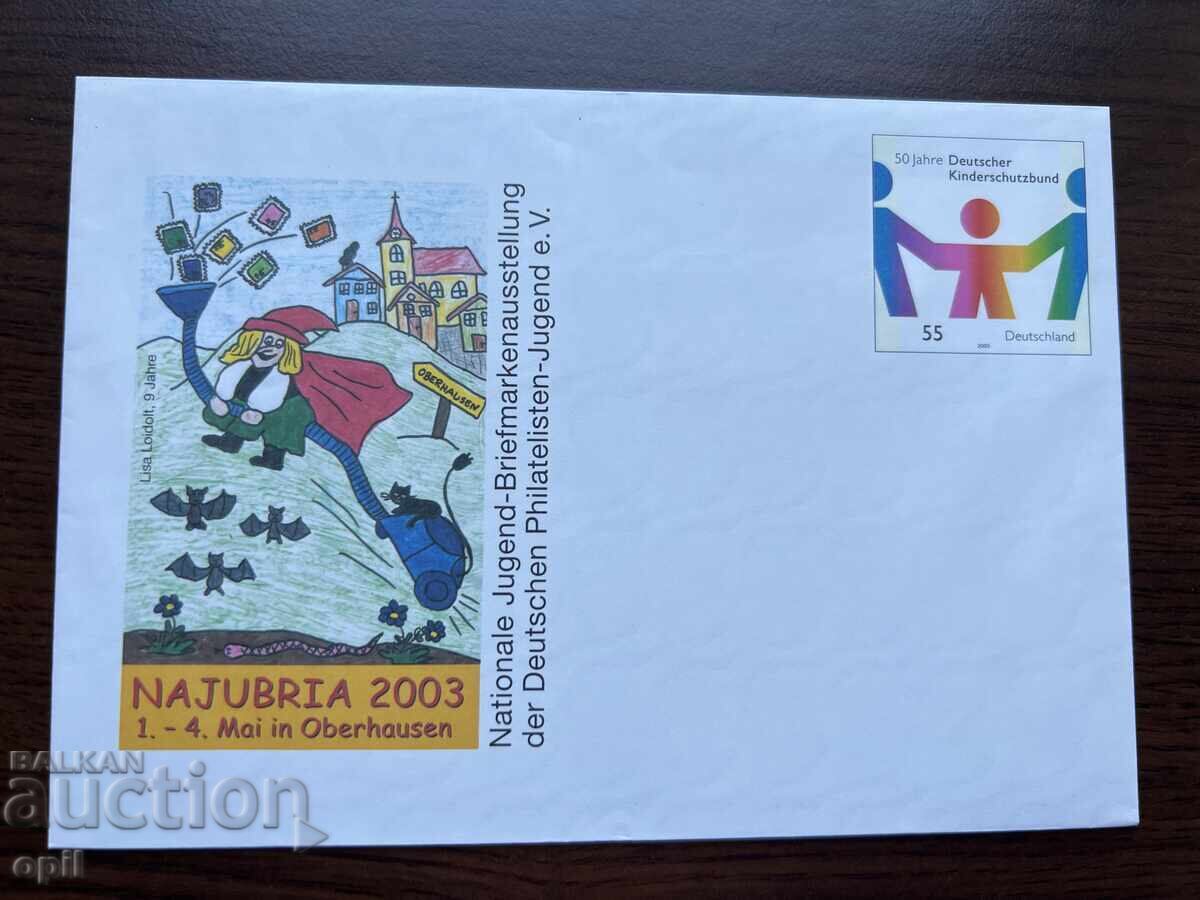 50 Jahre Deutscher
Kinderschutzbund
55
2003
Deutschland
OBERHAUSEN
Lisa Loidolt, 9 Jahre
NAJUBRIA 2003
1. – 4. Mai in Oberhausen
Nationale Jugend-Briefmarkenausstellung
der Deutschen Philatelisten-Jugend e. V.
BALKAN
auction
opil